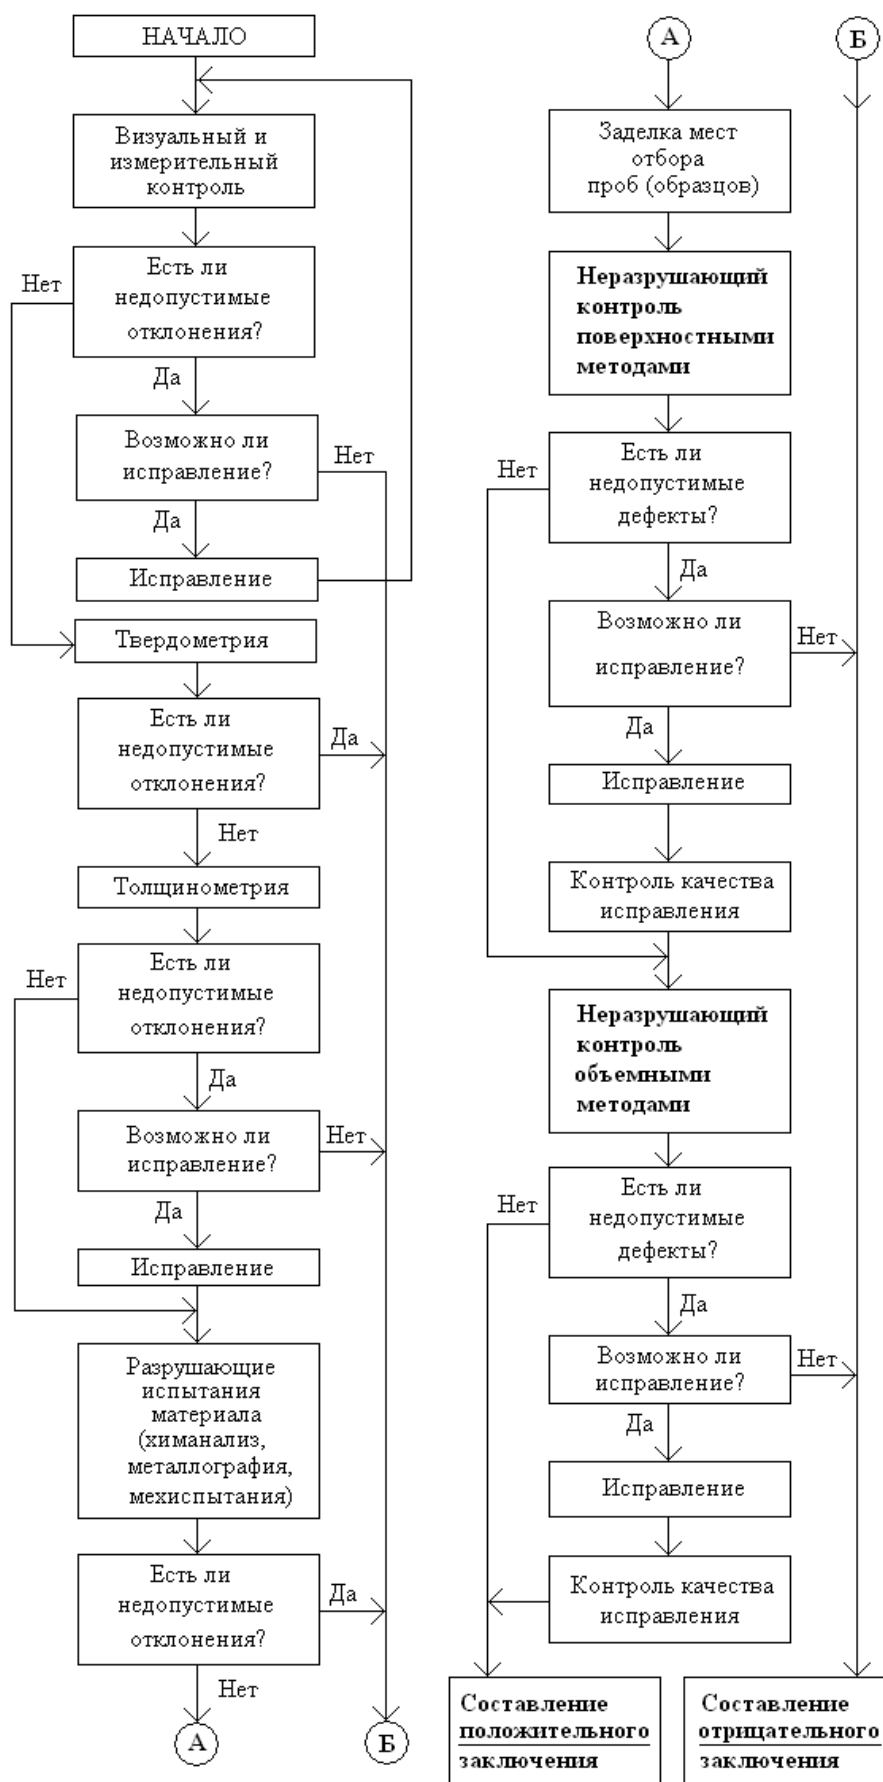 НАЧАЛО
Визуальный и
измерительный
контроль
Есть ли
недопустимые
отклонения?
Нет
Да
Возможно ли
исправление?
Нет
Да
Исправление
Твердометрия
Есть ли
недопустимые
отклонения?
Да
Нет
Толщинометрия
Есть ли
недопустимые
отклонения?
Нет
Да
Возможно ли
исправление?
Нет
Да
Исправление
Разрушающие
испытания
материала
(химанализ,
металлография,
мехиспытания)
Есть ли
недопустимые
отклонения?
Да
Нет
А
Б
А
Б
Заделка мест
отбора
проб (образцов)
Неразрушающий
контроль
поверхностными
методами
Есть ли
недопустимые
дефекты?
Нет
Да
Возможно ли
исправление?
Нет
Да
Исправление
Контроль качества
исправления
Неразрушающий
контроль
объемными
методами
Есть ли
недопустимые
дефекты?
Нет
Да
Возможно ли
исправление?
Нет
Да
Исправление
Контроль качества
исправления
Составление
положительного
заключения
Составление
отрицательного
заключения